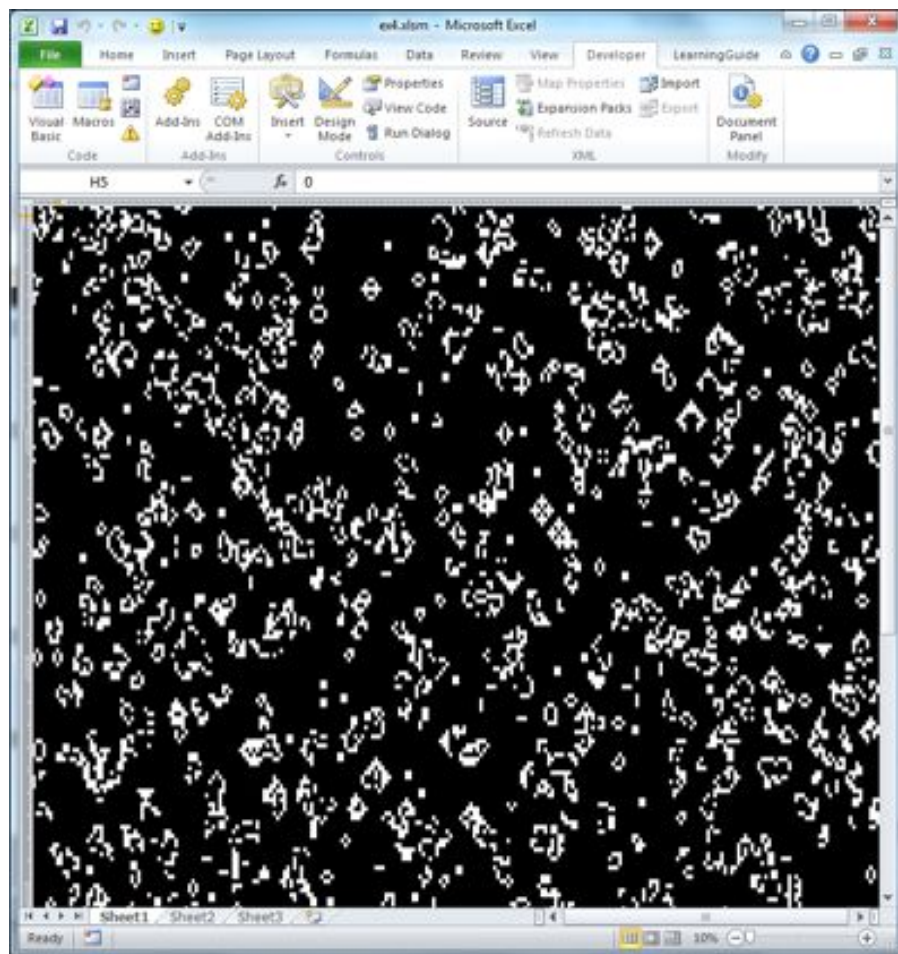 ex4.xlsm - Microsoft Excel
File Home Insert Page Layout Formulas Data Review View Developer LearningGuide
Visual Basic
Macros
Code
Add-Ins
COM Add-Ins
Add-Ins
Insert
Design Mode
Properties
View Code
Run Dialog
Controls
Source
Map Properties
Expansion Packs
Refresh Data
Import
Export
XML
Document Panel
Modify
H5 fx 0
Sheet1 Sheet2 Sheet3
Ready 10%